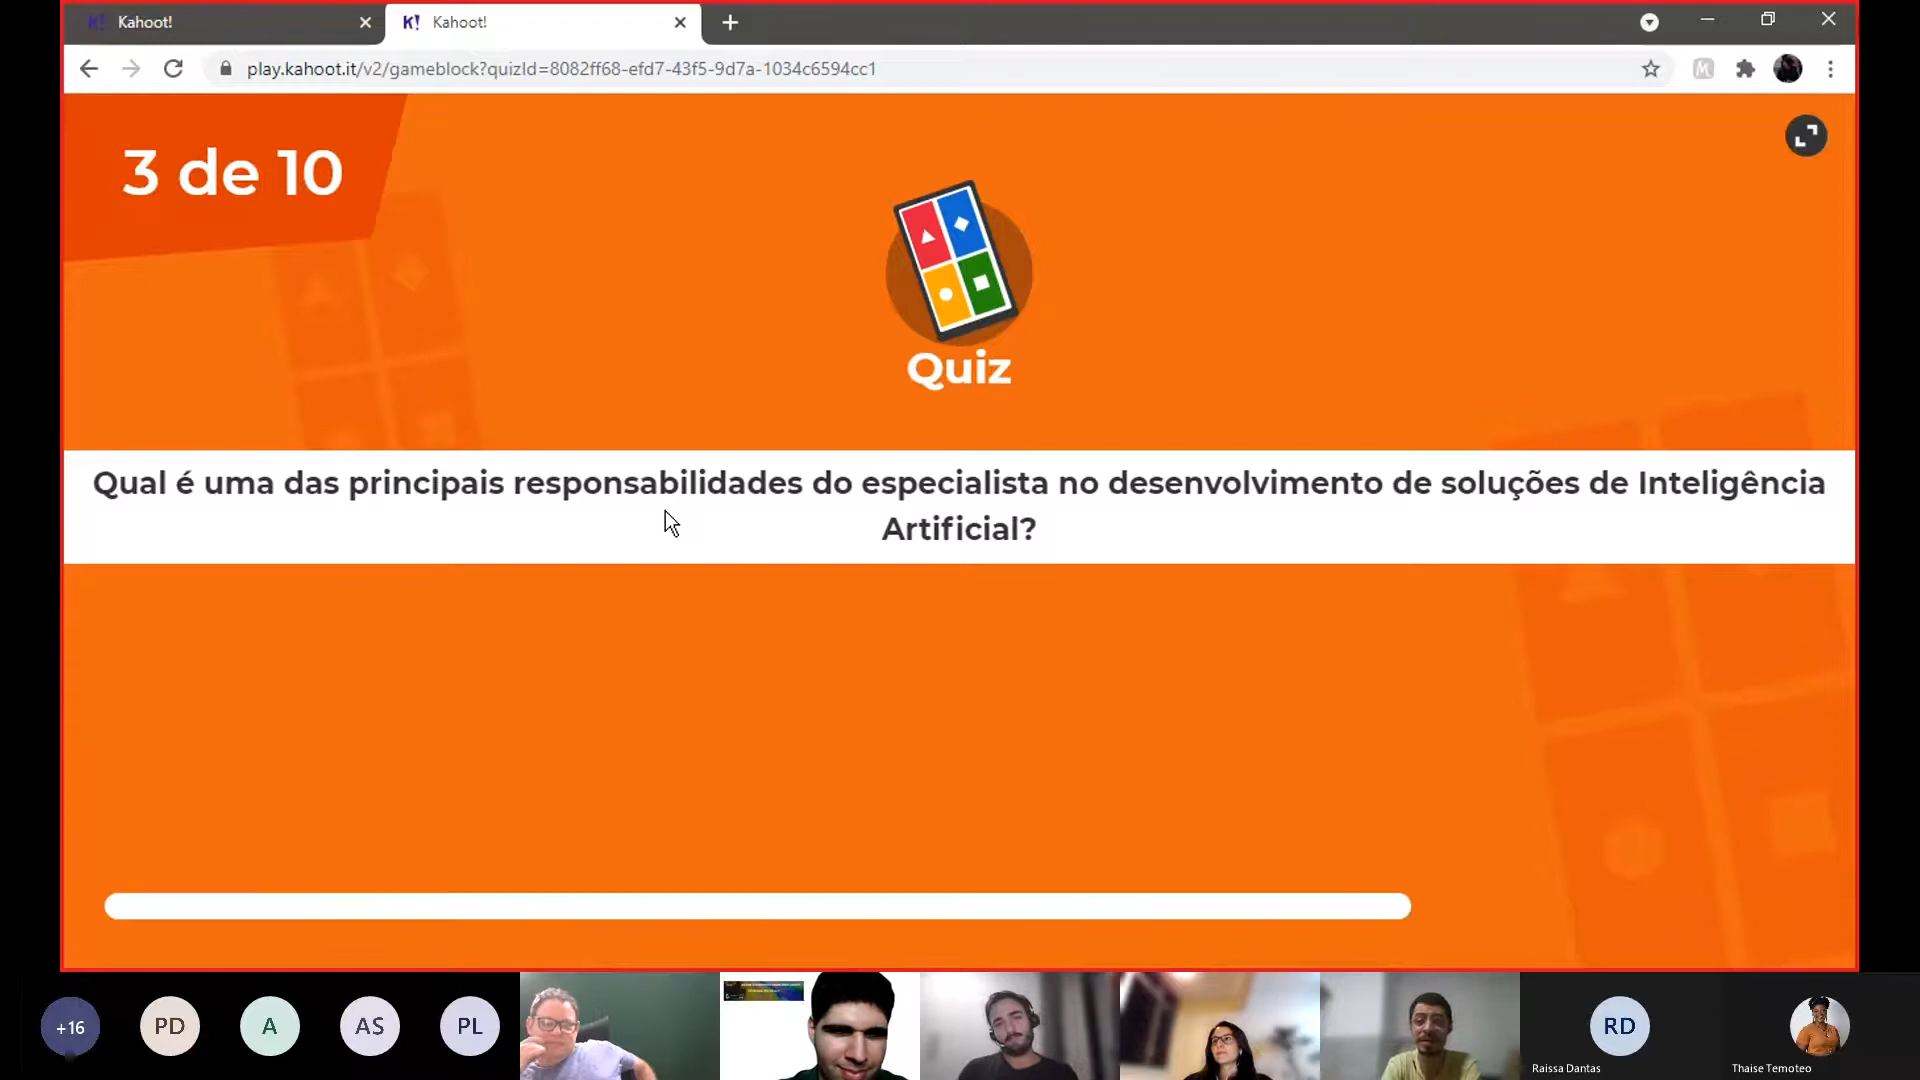 Kahoot!
Kahoot!
play.kahoot.it/v2/gameblock?quizId=8082ff68-efd7-43f5-9d7a-1034c6594cc1
3 de 10
Quiz
Qual é uma das principais responsabilidades do especialista no desenvolvimento de soluções de Inteligência
Artificial?
+16
PD
A
AS
PL
RD
Raissa Dantas
Thaise Temoteo